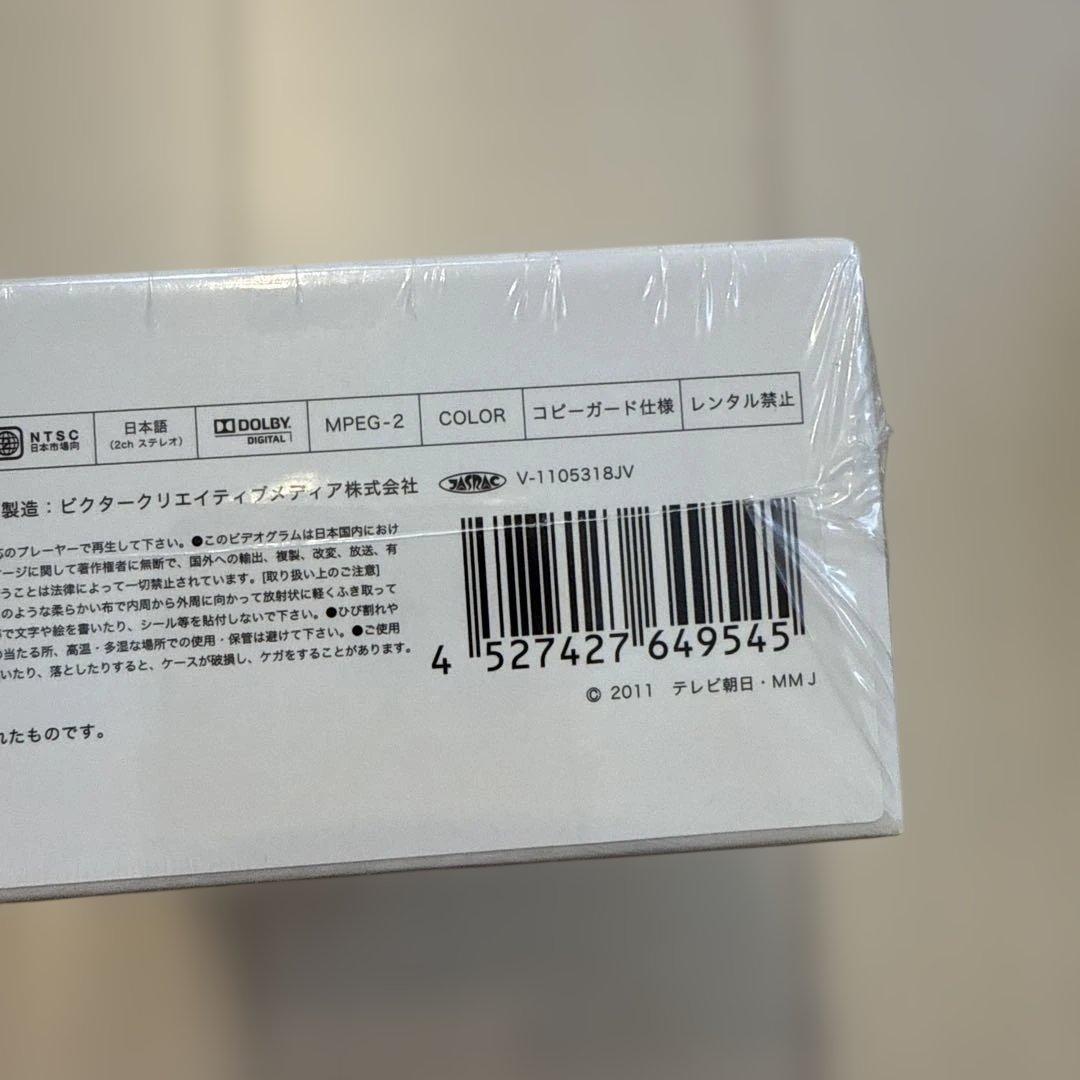 NTSC
日本市場向
日本語
(2ch ステレオ)
DOLBY
DIGITAL
MPEG-2
COLOR
コピーガード仕様
レンタル禁止
製造:ビクタークリエイティブメディア株式会社
JASRAC
V-1105318JV
のプレーヤーで再生して下さい。●このビデオグラムは日本国内におけ
ージに関して著作権者に無断で、国外への輸出、複製、改変、放送、有
うことは法律によって一切禁止されています。[取り扱い上のご注意]
のような柔らかい布で内周から外周に向かって放射状に軽くふき取って
で文字や絵を書いたり、シール等を貼付しないで下さい。●ひび割れや
の当たる所、高温・多湿な場所での使用・保管は避けて下さい。●ご使用
いたり、落としたりすると、ケースが破損し、ケガをすることがあります。
4 527427 649545
© 2011 テレビ朝日・MMJ
れたものです。